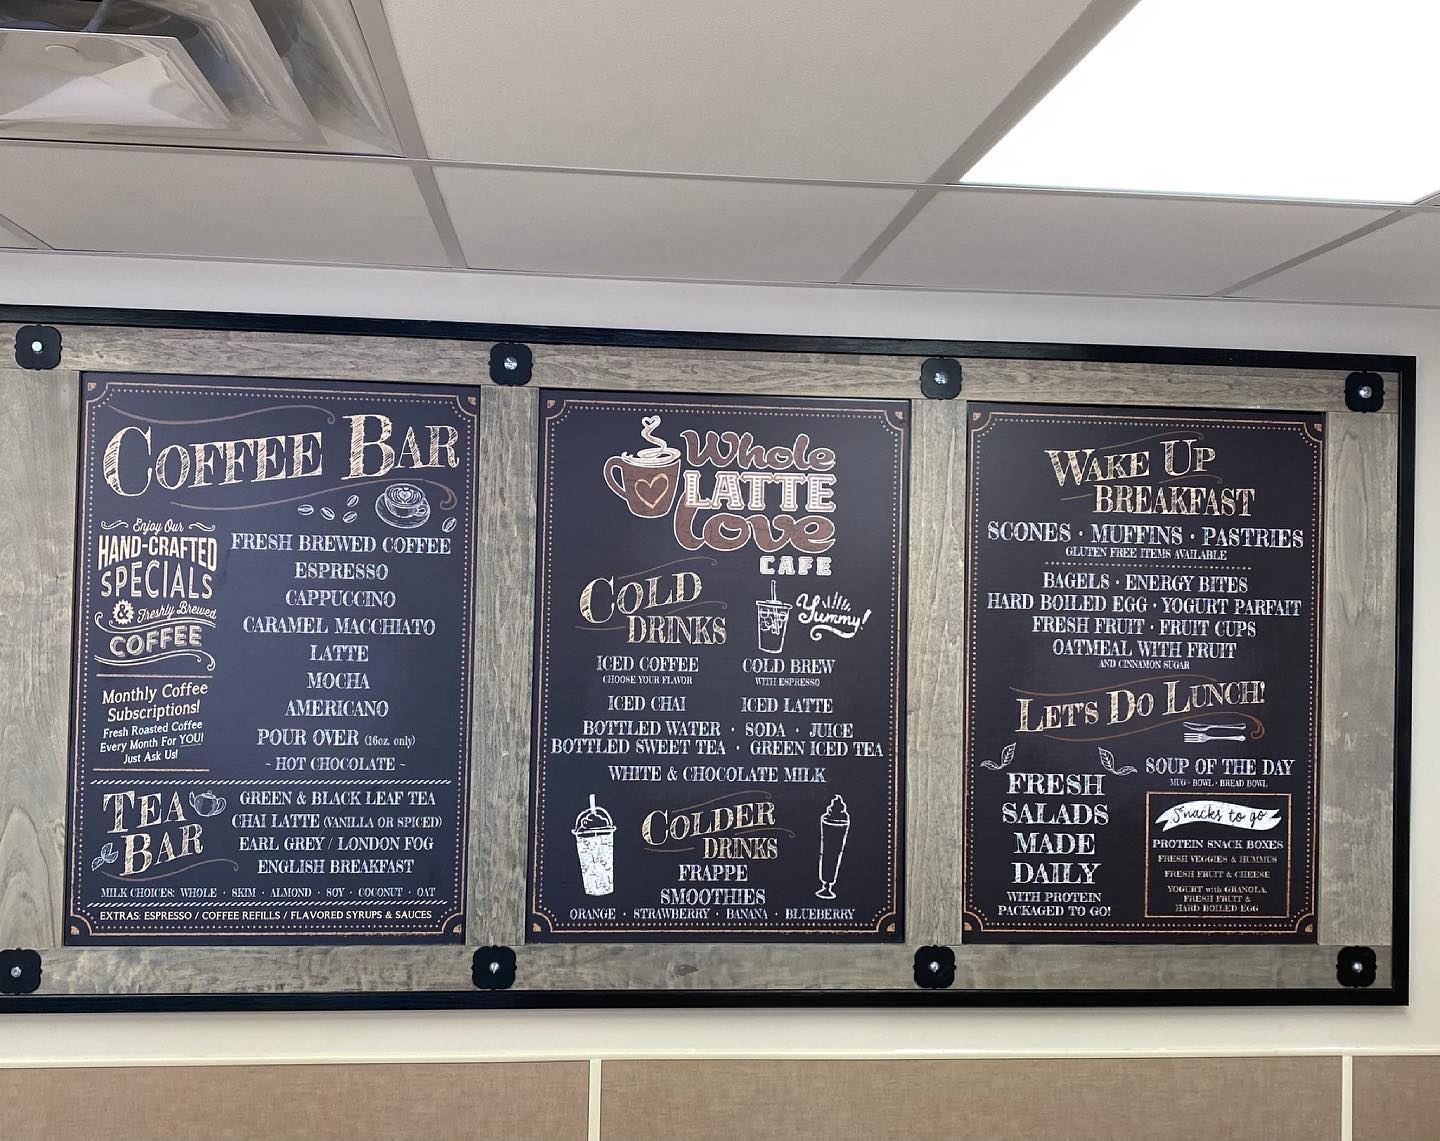 COFFEE BAR
Enjoy Our
HAND-CRAFTED
SPECIALS
& Freshly Brewed
COFFEE
Monthly Coffee
Subscriptions!
Fresh Roasted Coffee
Every Month For YOU!
Just Ask Us!
FRESH BREWED COFFEE
ESPRESSO
CAPPUCCINO
CARAMEL MACCHIATO
LATTE
MOCHA
AMERICANO
POUR OVER (16oz. only)
~ HOT CHOCOLATE ~
TEA
BAR
GREEN & BLACK LEAF TEA
CHAI LATTE (VANILLA OR SPICED)
EARL GREY / LONDON FOG
ENGLISH BREAKFAST
MILK CHOICES: WHOLE · SKIM · ALMOND · SOY · COCONUT · OAT
EXTRAS: ESPRESSO / COFFEE REFILLS / FLAVORED SYRUPS & SAUCES
Whole
LATTE
love
CAFE
COLD
DRINKS
Yummy!
ICED COFFEE
CHOOSE YOUR FLAVOR
COLD BREW
WITH ESPRESSO
ICED CHAI
ICED LATTE
BOTTLED WATER · SODA · JUICE
BOTTLED SWEET TEA · GREEN ICED TEA
WHITE & CHOCOLATE MILK
COLDER
DRINKS
FRAPPE
SMOOTHIES
ORANGE · STRAWBERRY · BANANA · BLUEBERRY
WAKE UP
BREAKFAST
SCONES · MUFFINS · PASTRIES
GLUTEN FREE ITEMS AVAILABLE
BAGELS · ENERGY BITES
HARD BOILED EGG · YOGURT PARFAIT
FRESH FRUIT · FRUIT CUPS
OATMEAL WITH FRUIT
AND CINNAMON SUGAR
LET'S DO LUNCH!
FRESH
SALADS
MADE
DAILY
WITH PROTEIN
PACKAGED TO GO!
SOUP OF THE DAY
MUG · BOWL · BREAD BOWL
Snacks to go
PROTEIN SNACK BOXES
FRESH VEGGIES & HUMMUS
FRESH FRUIT & CHEESE
YOGURT with GRANOLA,
FRESH FRUIT &
HARD BOILED EGG